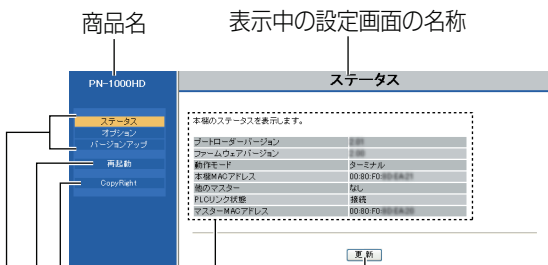 商品名
表示中の設定画面の名称
PN-1000HD
ステータス
ステータス
オプション
バージョンアップ
再起動
CopyRight
本機のステータスを表示します。
ブートローダーバージョン
ファームウェアバージョン
動作モード ターミナル
本機MACアドレス 00:80:F0:
他のマスター なし
PLCリンク状態 接続
マスターMACアドレス 00:80:F0:
更新